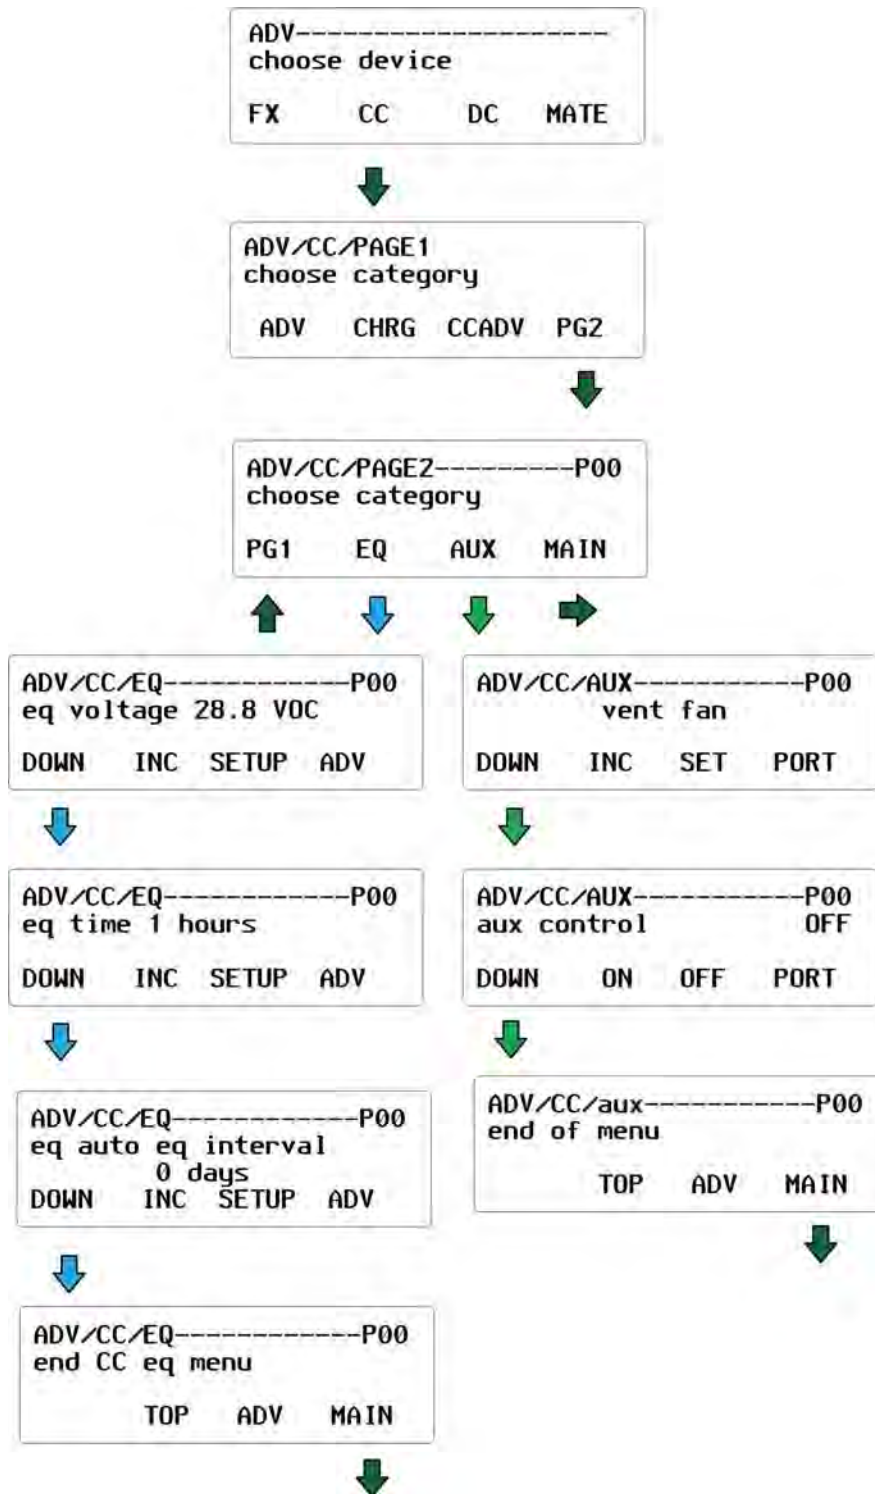 ADV--------------------
choose device
FX CC DC MATE
ADV/CC/PAGE1
choose category
ADV CHRG CCADV PG2
ADV/CC/PAGE2---------P00
choose category
PG1 EQ AUX MAIN
ADV/CC/EQ------------P00
eq voltage 28.8 VOC
DOWN INC SETUP ADV
ADV/CC/EQ------------P00
eq time 1 hours
DOWN INC SETUP ADV
ADV/CC/EQ------------P00
eq auto eq interval
0 days
DOWN INC SETUP ADV
ADV/CC/EQ------------P00
end CC eq menu
TOP ADV MAIN
ADV/CC/AUX-----------P00
vent fan
DOWN INC SET PORT
ADV/CC/AUX-----------P00
aux control OFF
DOWN ON OFF PORT
ADV/CC/aux-----------P00
end of menu
TOP ADV MAIN